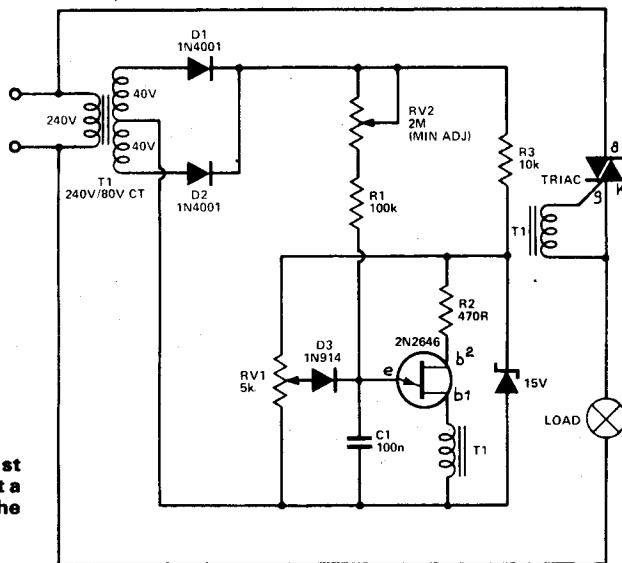 D1
1N4001
40V
240V
40V
T1
240V/80V CT
D2
1N4001
RV2
2M
(MIN ADJ)
R1
100k
R3
10k
a
TRIAC
g
k
T1
R2
470R
D3
1N914
2N2646
b2
e
b1
RV1
5k
15V
C1
100n
T1
LOAD
st
t a
he